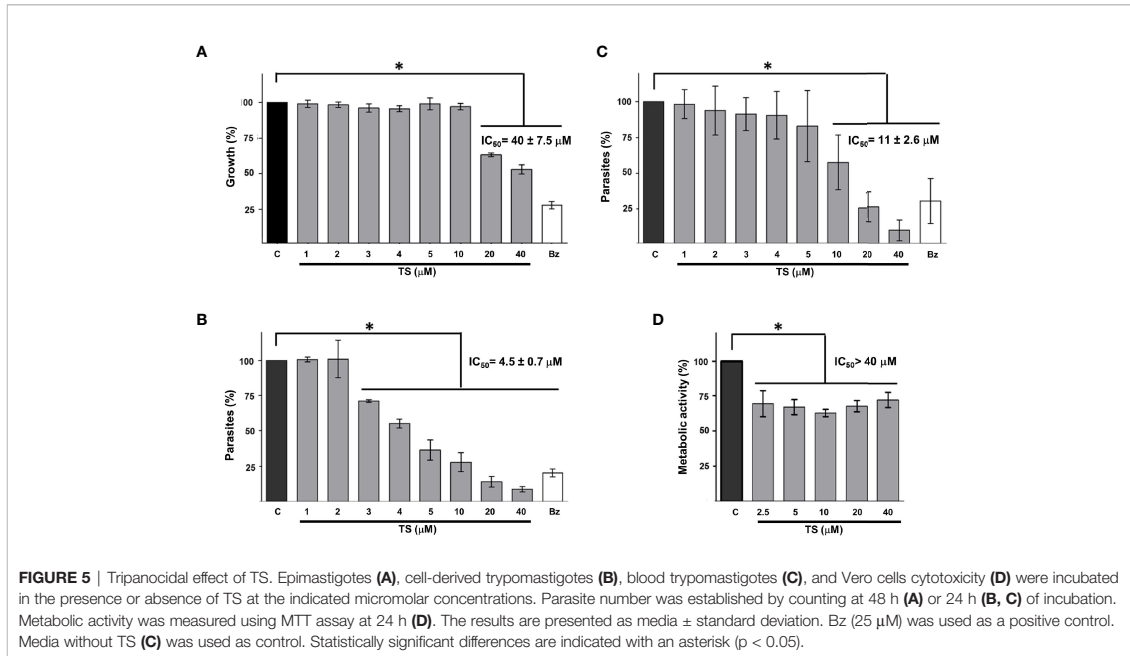 A
*
100
75
50
25
Growth (%)
IC50= 40 ± 7.5 µM
C 1 2 3 4 5 10 20 40 Bz
TS (µM)
C
*
100
75
50
25
Parasites (%)
IC50= 11 ± 2.6 µM
C 1 2 3 4 5 10 20 40 Bz
TS (µM)
B
*
100
75
50
25
Parasites (%)
IC50= 4.5 ± 0.7 µM
C 1 2 3 4 5 10 20 40 Bz
TS (µM)
D
*
100
75
50
25
Metabolic activity (%)
IC50> 40 µM
C 2.5 5 10 20 40
TS (µM)
FIGURE 5 | Tripanocidal effect of TS. Epimastigotes (A), cell-derived trypomastigotes (B), blood trypomastigotes (C), and Vero cells cytotoxicity (D) were incubated
in the presence or absence of TS at the indicated micromolar concentrations. Parasite number was established by counting at 48 h (A) or 24 h (B, C) of incubation.
Metabolic activity was measured using MTT assay at 24 h (D). The results are presented as media ± standard deviation. Bz (25 µM) was used as a positive control.
Media without TS (C) was used as control. Statistically significant differences are indicated with an asterisk (p < 0.05).